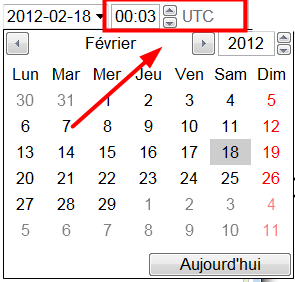 2012-02-18 00:03 UTC
Février 2012
Lun Mar Mer Jeu Ven Sam Dim
30 31 1 2 3 4 5
6 7 8 9 10 11 12
13 14 15 16 17 18 19
20 21 22 23 24 25 26
27 28 29 1 2 3 4
5 6 7 8 9 10 11
Aujourd'hui